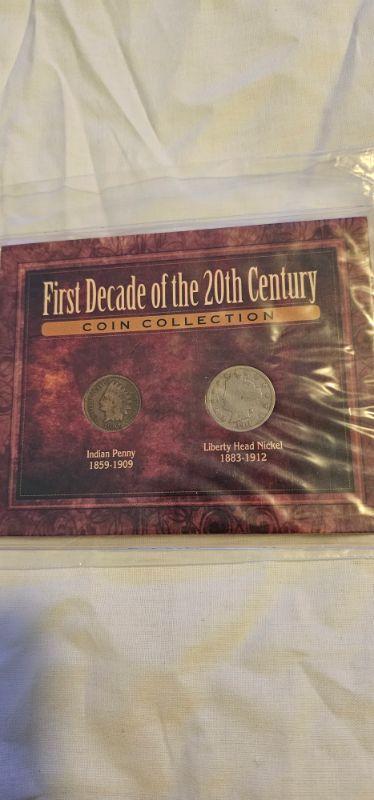 First Decade of the 20th Century
COIN COLLECTION
Indian Penny
1859-1909
Liberty Head Nickel
1883-1912